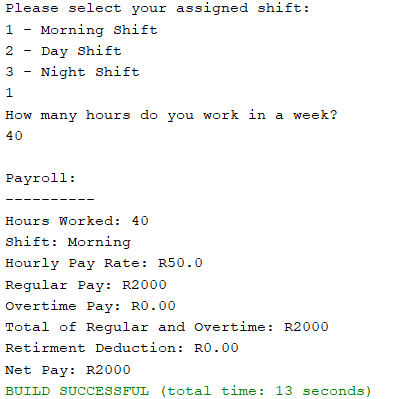 Please select your assigned shift:
1 - Morning Shift
2 - Day Shift
3 - Night Shift
1
How many hours do you work in a week?
40
Payroll:
----------
Hours Worked: 40
Shift: Morning
Hourly Pay Rate: R50.0
Regular Pay: R2000
Overtime Pay: R0.00
Total of Regular and Overtime: R2000
Retirment Deduction: R0.00
Net Pay: R2000
BUILD SUCCESSFUL (total time: 13 seconds)